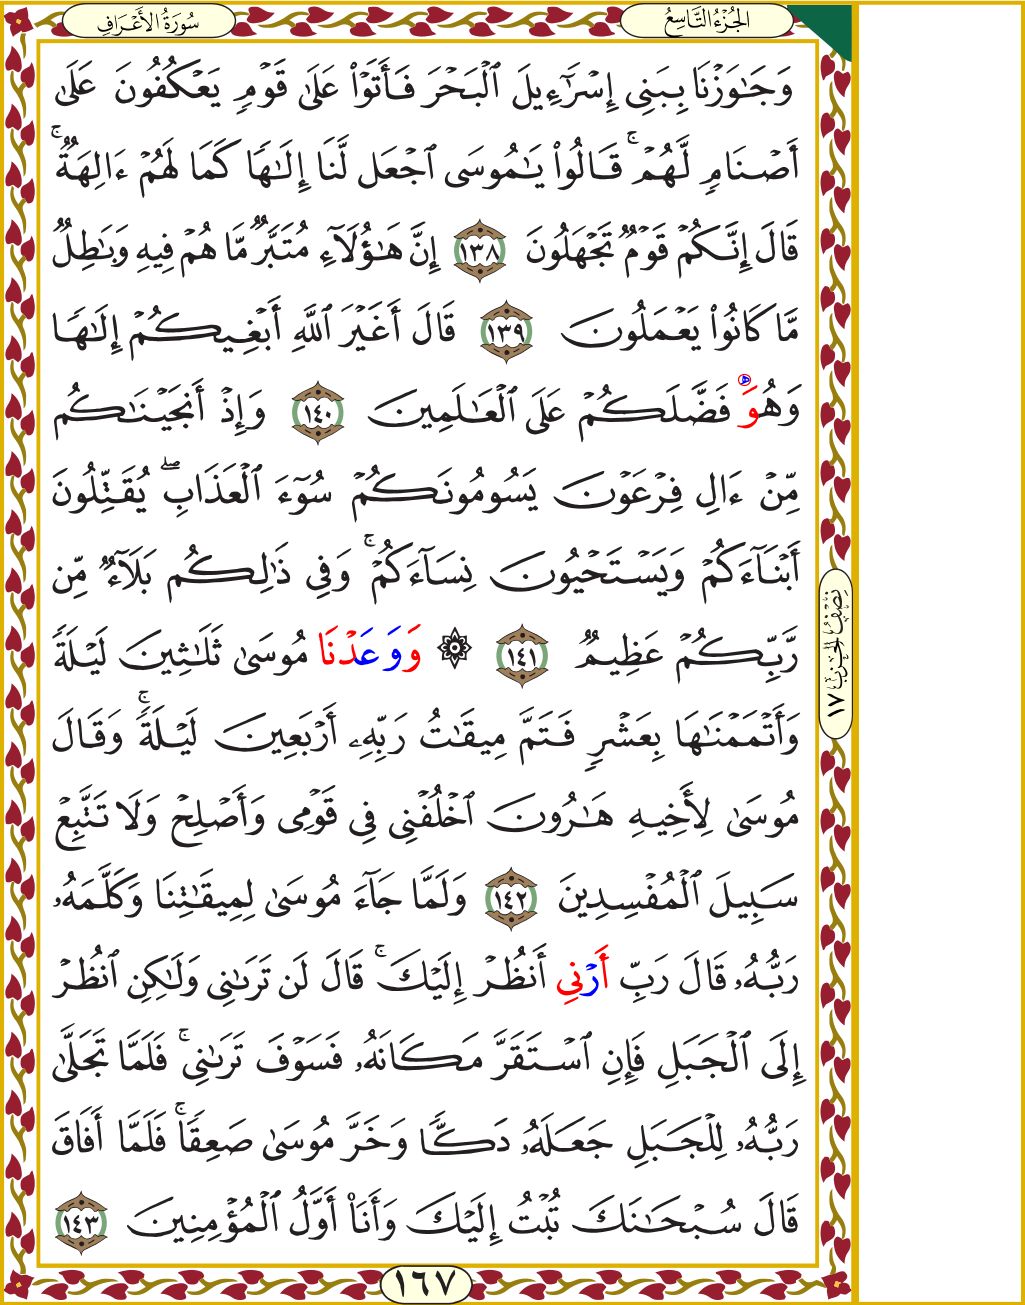 الجُزْءُ التَّاسِعُ
سُورَةُ الأَعْرَافِ
وَجَٰوَزْنَا بِبَنِي إِسْرَٰٓءِيلَ ٱلْبَحْرَ فَأَتَوْا۟ عَلَىٰ قَوْمٍ يَعْكُفُونَ عَلَىٰ
أَصْنَامٍ لَّهُمْ ۚ قَالُوا۟ يَٰمُوسَى ٱجْعَل لَّنَا إِلَٰهًا كَمَا لَهُمْ ءَالِهَةٌ ۚ
قَالَ إِنَّكُمْ قَوْمٌ تَجْهَلُونَ ١٣٨ إِنَّ هَٰؤُلَآءِ مُتَبَّرٌ مَّا هُمْ فِيهِ وَبَٰطِلٌ
مَّا كَانُوا۟ يَعْمَلُونَ ١٣٩ قَالَ أَغَيْرَ ٱللَّهِ أَبْغِيكُمْ إِلَٰهًا
وَهُوَ فَضَّلَكُمْ عَلَى ٱلْعَٰلَمِينَ ١٤٠ وَإِذْ أَنجَيْنَٰكُم
مِّنْ ءَالِ فِرْعَوْنَ يَسُومُونَكُمْ سُوٓءَ ٱلْعَذَابِ ۖ يُقَتِّلُونَ
أَبْنَآءَكُمْ وَيَسْتَحْيُونَ نِسَآءَكُمْ ۚ وَفِي ذَٰلِكُم بَلَآءٌ مِّن
رَّبِّكُمْ عَظِيمٌ ١٤١ ۞ وَوَعَدْنَا مُوسَىٰ ثَلَٰثِينَ لَيْلَةً
وَأَتْمَمْنَٰهَا بِعَشْرٍ فَتَمَّ مِيقَٰتُ رَبِّهِۦ أَرْبَعِينَ لَيْلَةً ۚ وَقَالَ
مُوسَىٰ لِأَخِيهِ هَٰرُونَ ٱخْلُفْنِي فِي قَوْمِي وَأَصْلِحْ وَلَا تَتَّبِعْ
سَبِيلَ ٱلْمُفْسِدِينَ ١٤٢ وَلَمَّا جَآءَ مُوسَىٰ لِمِيقَٰتِنَا وَكَلَّمَهُۥ
رَبُّهُۥ قَالَ رَبِّ أَرْنِي أَنظُرْ إِلَيْكَ ۚ قَالَ لَن تَرَىٰنِي وَلَٰكِنِ ٱنظُرْ
إِلَى ٱلْجَبَلِ فَإِنِ ٱسْتَقَرَّ مَكَانَهُۥ فَسَوْفَ تَرَىٰنِي ۚ فَلَمَّا تَجَلَّىٰ
رَبُّهُۥ لِلْجَبَلِ جَعَلَهُۥ دَكًّا وَخَرَّ مُوسَىٰ صَعِقًا ۚ فَلَمَّا أَفَاقَ
قَالَ سُبْحَٰنَكَ تُبْتُ إِلَيْكَ وَأَنَا۠ أَوَّلُ ٱلْمُؤْمِنِينَ ١٤٣
نِصْفُ الحِزْبِ ١٧
١٦٧